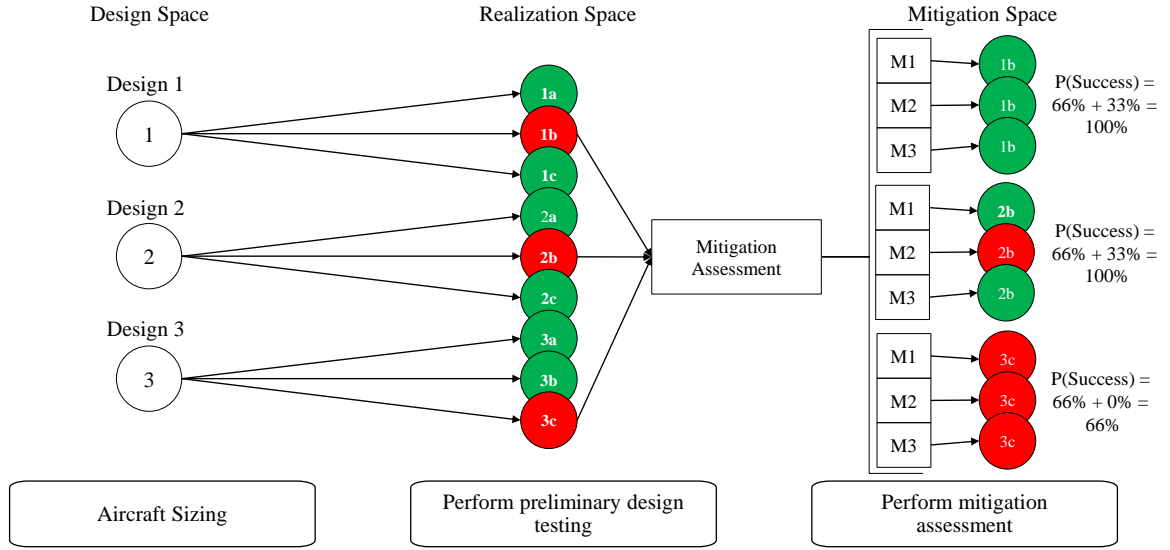 Design Space
Realization Space
Mitigation Space
Design 1
1
Design 2
2
Design 3
3
1a
1b
1c
2a
2b
2c
3a
3b
3c
Mitigation
Assessment
M1
1b
M2
1b
M3
1b
P(Success) =
66% + 33% =
100%
M1
2b
M2
2b
M3
2b
P(Success) =
66% + 33% =
100%
M1
3c
M2
3c
M3
3c
P(Success) =
66% + 0% =
66%
Aircraft Sizing
Perform preliminary design
testing
Perform mitigation
assessment